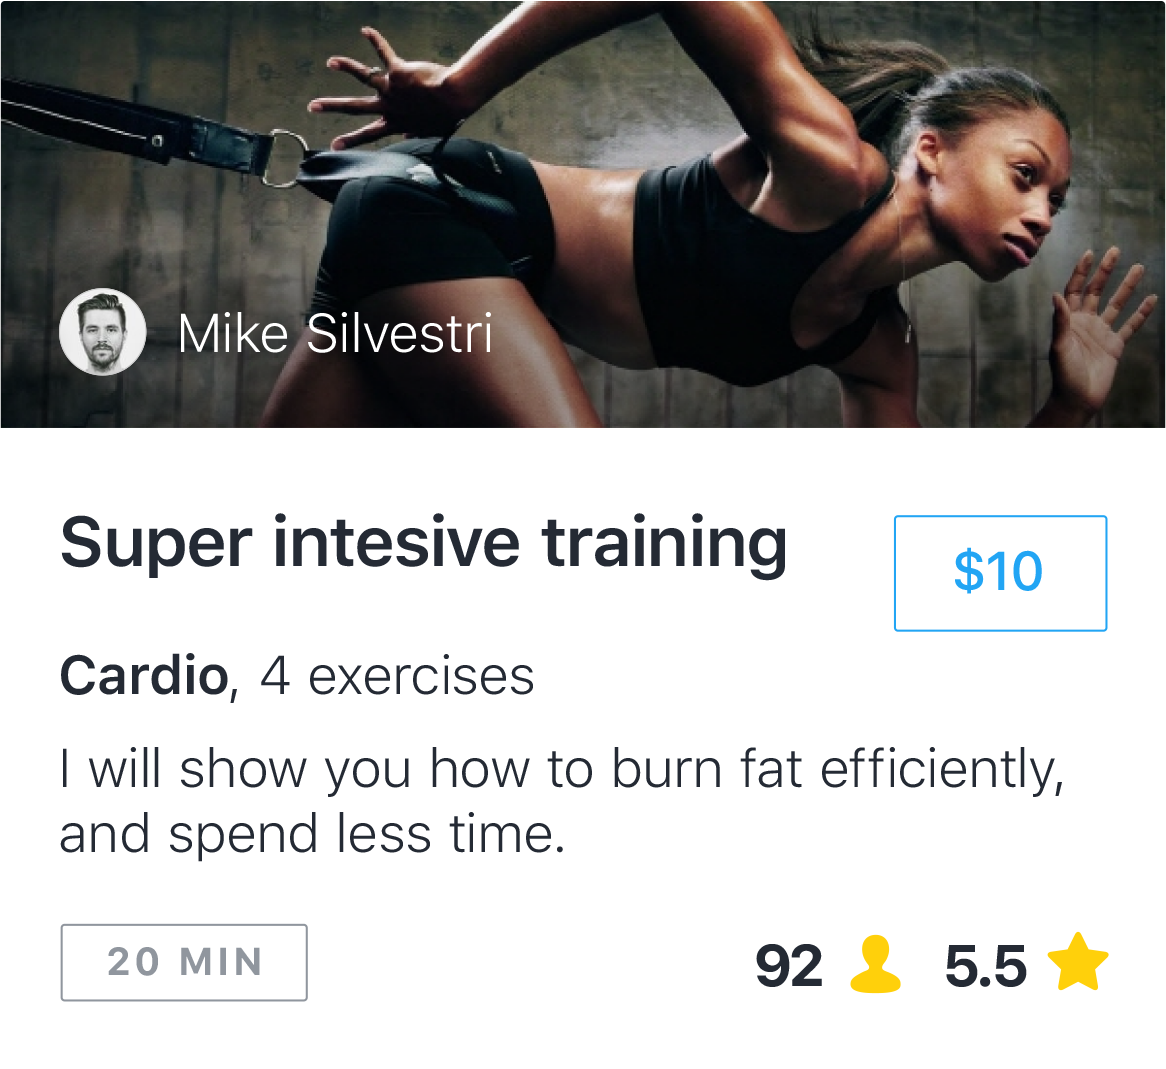 Mike Silvestri
Super intesive training
$10
Cardio, 4 exercises
I will show you how to burn fat efficiently,
and spend less time.
20 MIN
92
5.5